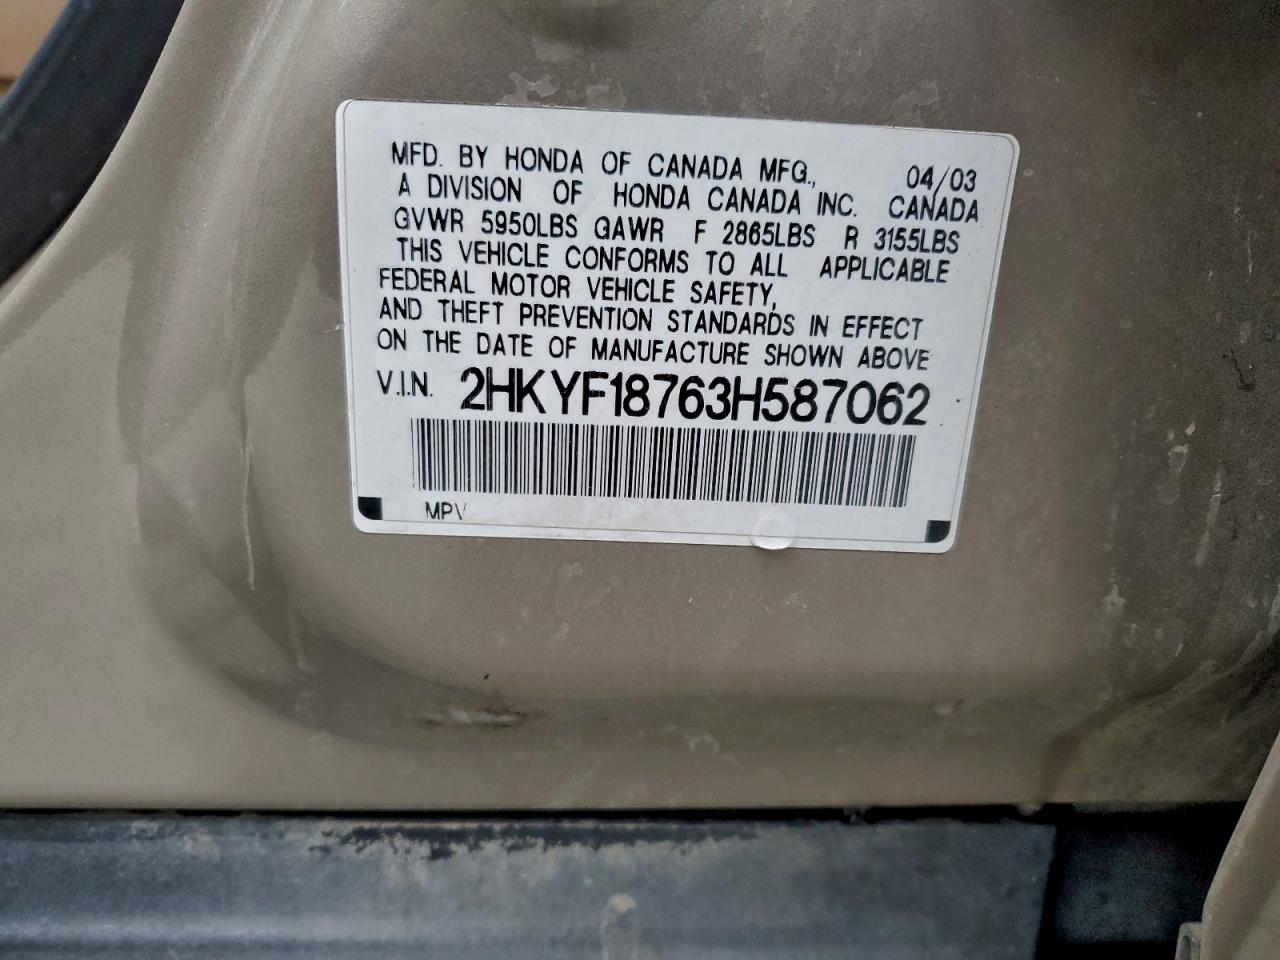 MFD. BY HONDA OF CANADA MFG., 04/03
A DIVISION OF HONDA CANADA INC. CANADA
GVWR 5950LBS GAWR F 2865LBS R 3155LBS
THIS VEHICLE CONFORMS TO ALL APPLICABLE
FEDERAL MOTOR VEHICLE SAFETY,
AND THEFT PREVENTION STANDARDS IN EFFECT
ON THE DATE OF MANUFACTURE SHOWN ABOVE
V.I.N. 2HKYF18763H587062
MPV